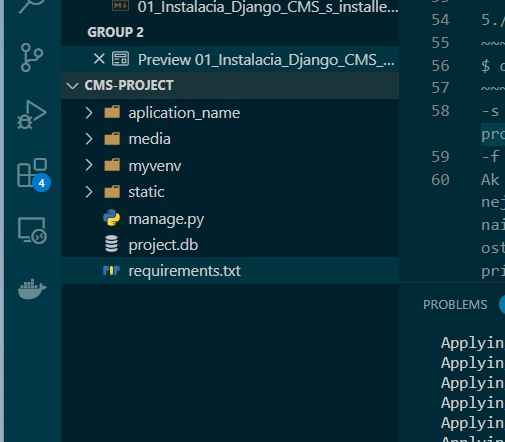 01_Instalacia_Django_CMS_s_installe...
GROUP 2
Preview 01_Instalacia_Django_CMS_...
CMS-PROJECT
aplication_name
media
myvenv
static
manage.py
project.db
requirements.txt
4
54 5./
55 ~~~
56 $
57 ~~~
58 -s
pro
59 -f
60 Ak
nej
nai
ost
pri
PROBLEMS
Applyin
Applyin
Applyin
Applyin
Applyin